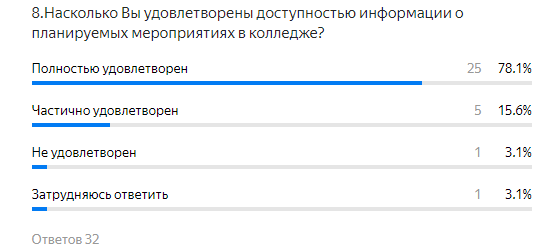 8.Насколько Вы удовлетворены доступностью информации о
планируемых мероприятиях в колледже?
Полностью удовлетворен 25 78.1%
Частично удовлетворен 5 15.6%
Не удовлетворен 1 3.1%
Затрудняюсь ответить 1 3.1%
Ответов 32